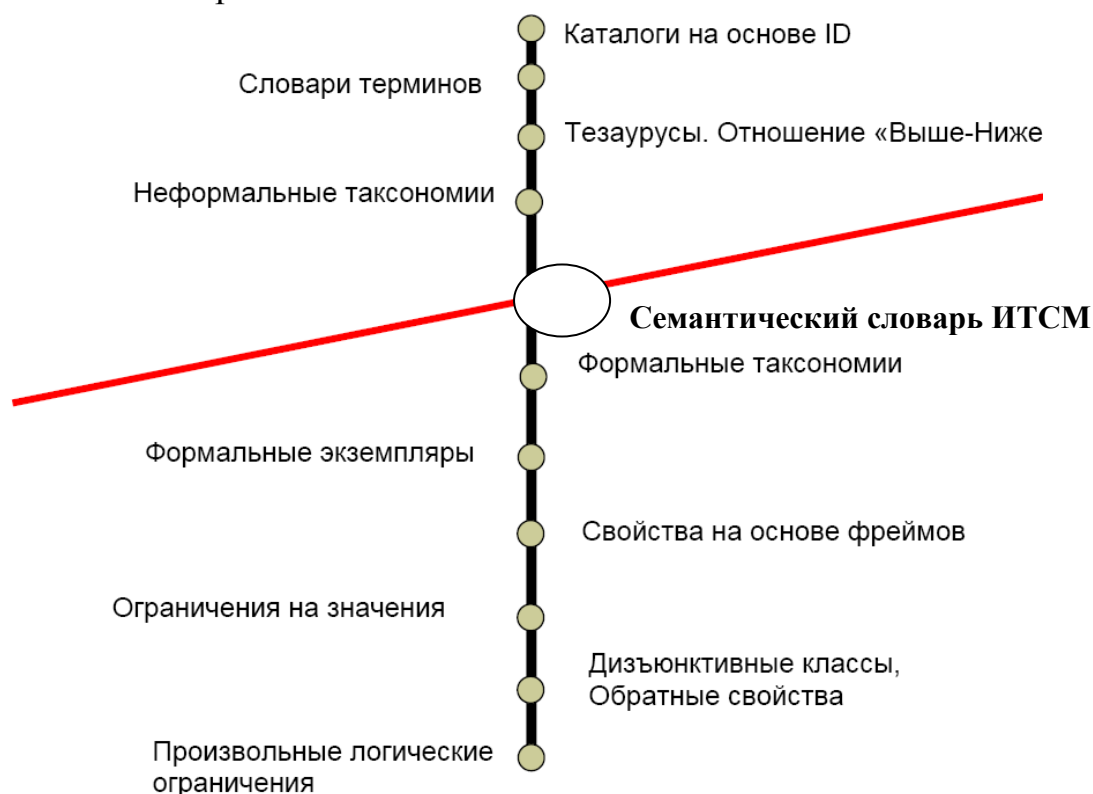 Каталоги на основе ID
Словари терминов
Тезаурусы. Отношение «Выше-Ниже
Неформальные таксономии
Семантический словарь ИТСМ
Формальные таксономии
Формальные экземпляры
Свойства на основе фреймов
Ограничения на значения
Дизъюнктивные классы,
Обратные свойства
Произвольные логические
ограничения